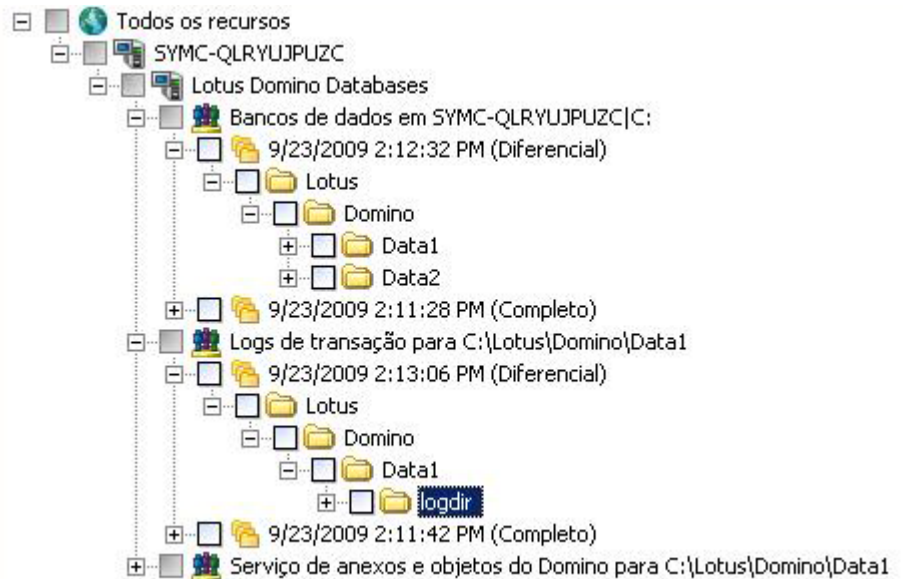 Todos os recursos
SYMC-QLRYUJPUZC
Lotus Domino Databases
Bancos de dados em SYMC-QLRYUJPUZC|C:
9/23/2009 2:12:32 PM (Diferencial)
Lotus
Domino
Data1
Data2
9/23/2009 2:11:28 PM (Completo)
Logs de transação para C:\Lotus\Domino\Data1
9/23/2009 2:13:06 PM (Diferencial)
Lotus
Domino
Data1
logdir
9/23/2009 2:11:42 PM (Completo)
Serviço de anexos e objetos do Domino para C:\Lotus\Domino\Data1